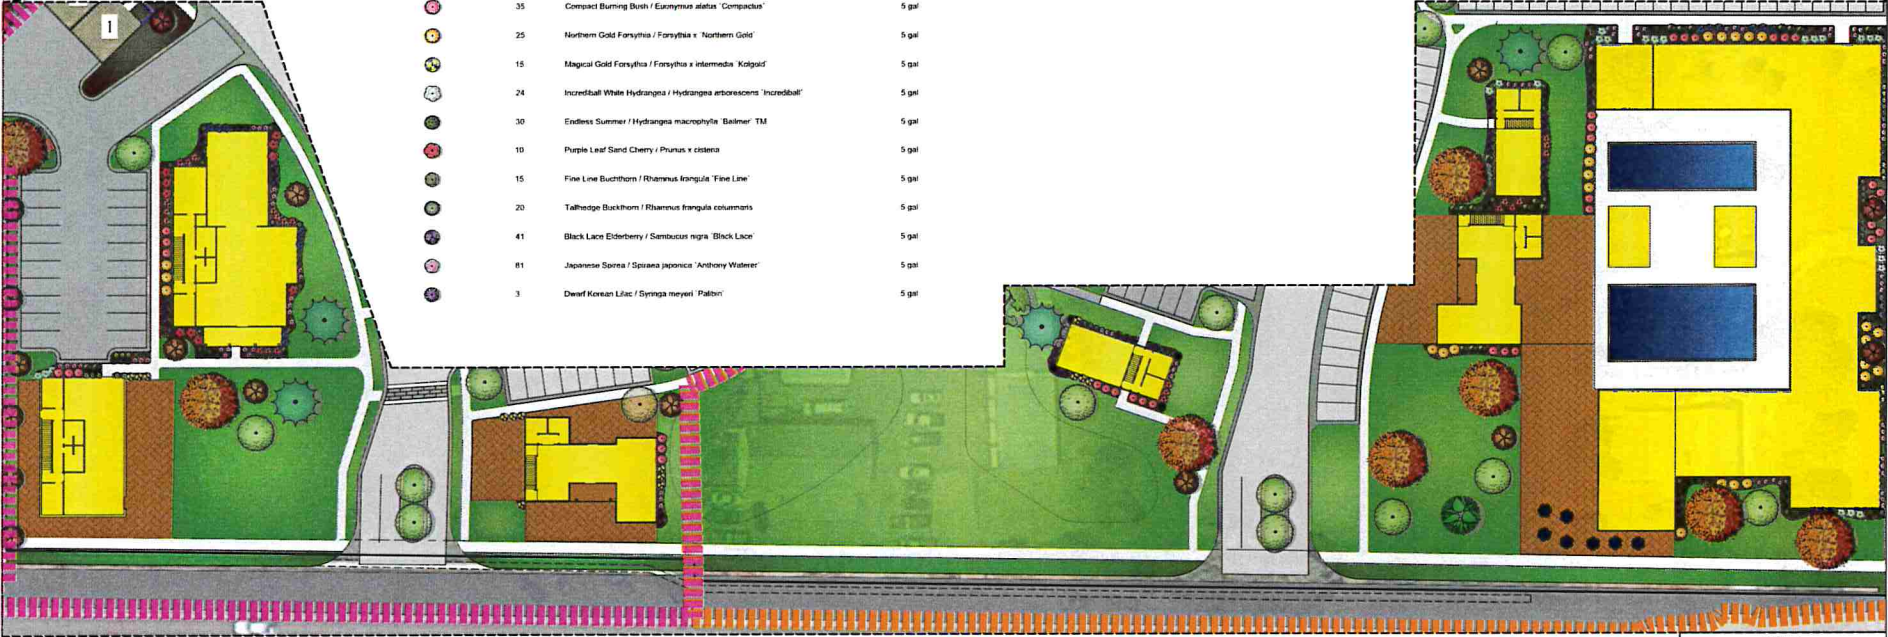 1
35 Compact Burning Bush / Euonymus alatus `Compactus` 5 gal
25 Northern Gold Forsythia / Forsythia x `Northern Gold` 5 gal
15 Magical Gold Forsythia / Forsythia x intermedia `Kolgold` 5 gal
24 Incrediball White Hydrangea / Hydrangea arborescens `Incrediball` 5 gal
30 Endless Summer / Hydrangea macrophylla `Bailmer` TM 5 gal
10 Purple Leaf Sand Cherry / Prunus x cistena 5 gal
15 Fine Line Buckthorn / Rhamnus frangula `Fine Line` 5 gal
20 Tallhedge Buckthorn / Rhamnus frangula columnaris 5 gal
41 Black Lace Elderberry / Sambucus nigra `Black Lace` 5 gal
81 Japanese Spirea / Spiraea japonica `Anthony Waterer` 5 gal
3 Dwarf Korean Lilac / Syringa meyeri `Palibin` 5 gal